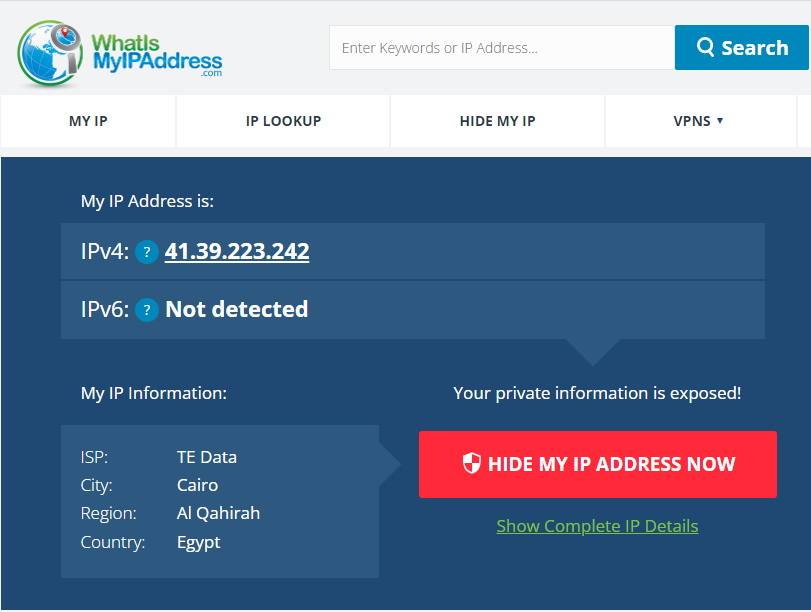 WhatIs
MyIPAddress
.com
Enter Keywords or IP Address...
Search
MY IP
IP LOOKUP
HIDE MY IP
VPNS ▼
My IP Address is:
IPv4: ? 41.39.223.242
IPv6: ? Not detected
My IP Information:
ISP: TE Data
City: Cairo
Region: Al Qahirah
Country: Egypt
Your private information is exposed!
HIDE MY IP ADDRESS NOW
Show Complete IP Details